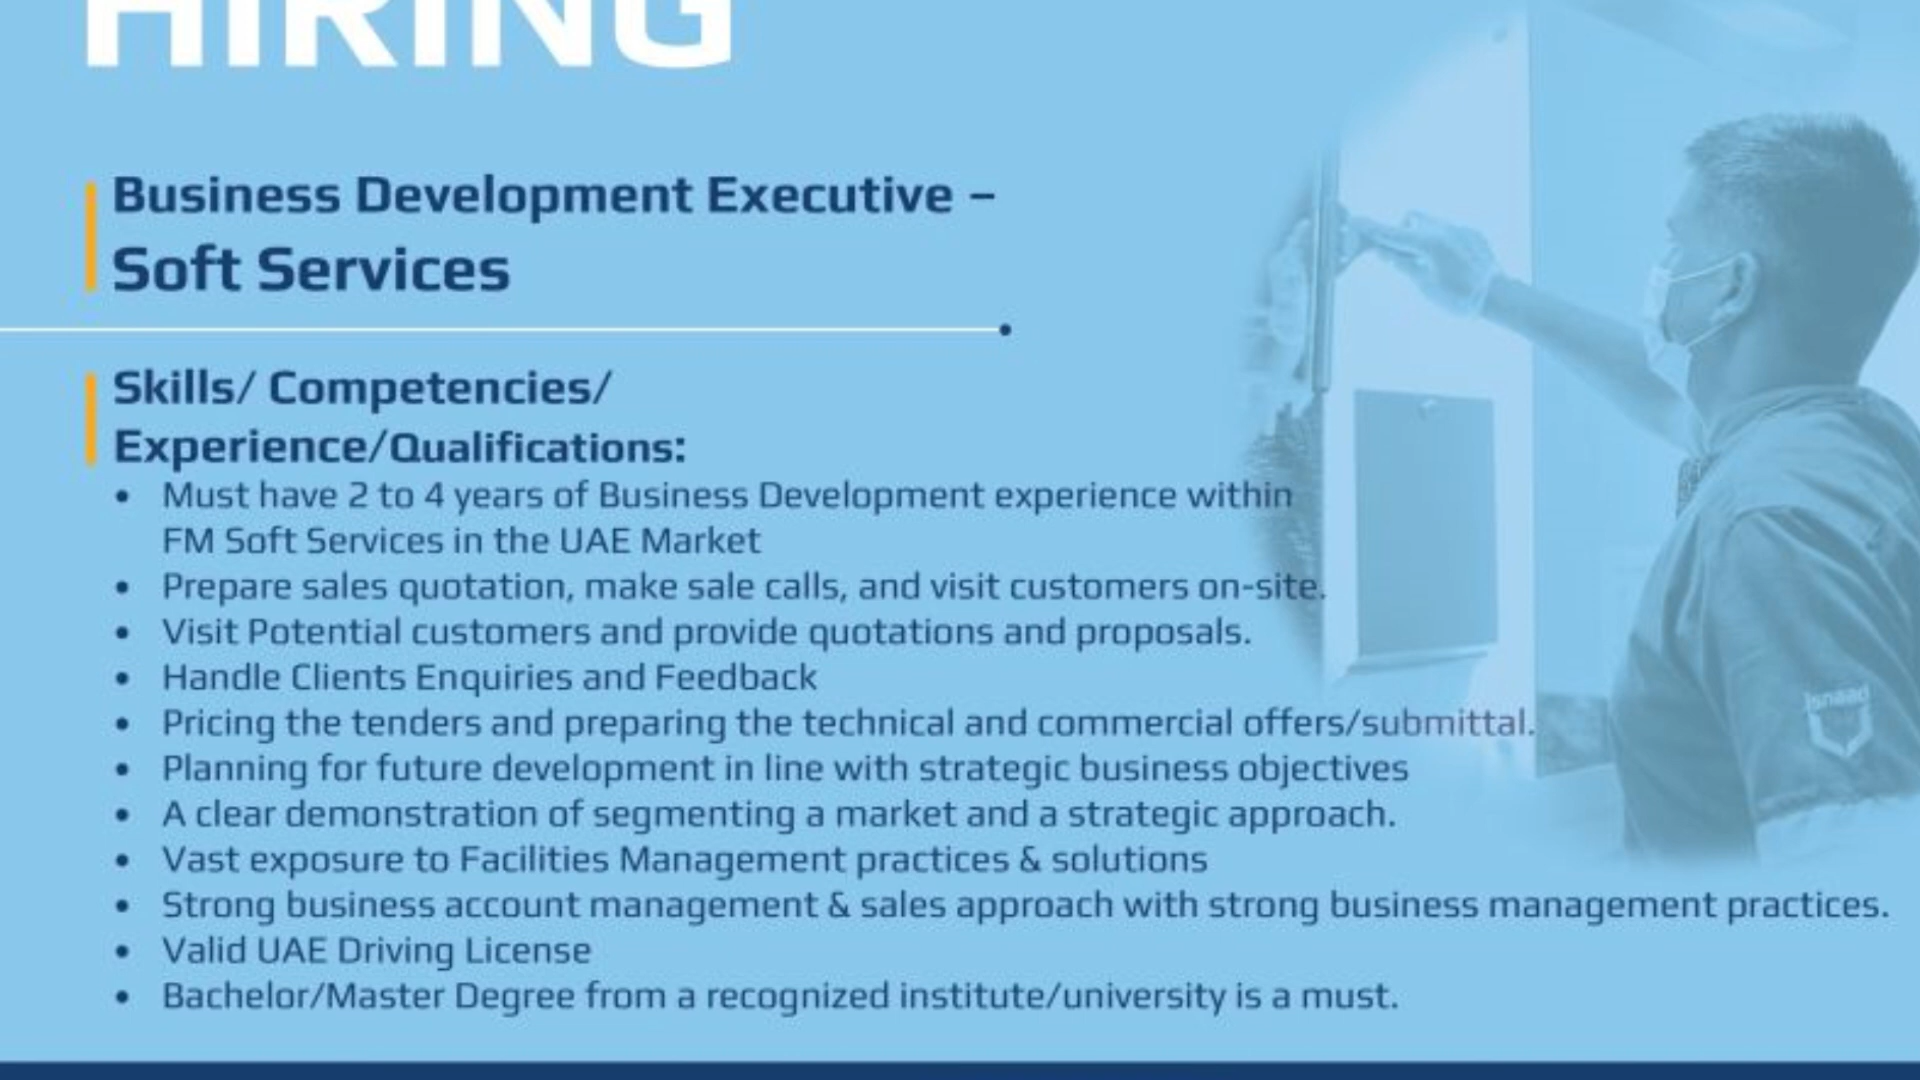 HIRING
Business Development Executive –
Soft Services
Skills/ Competencies/
Experience/Qualifications:
• Must have 2 to 4 years of Business Development experience within
FM Soft Services in the UAE Market
• Prepare sales quotation, make sale calls, and visit customers on-site.
• Visit Potential customers and provide quotations and proposals.
• Handle Clients Enquiries and Feedback
• Pricing the tenders and preparing the technical and commercial offers/submittal.
• Planning for future development in line with strategic business objectives
• A clear demonstration of segmenting a market and a strategic approach.
• Vast exposure to Facilities Management practices & solutions
• Strong business account management & sales approach with strong business management practices.
• Valid UAE Driving License
• Bachelor/Master Degree from a recognized institute/university is a must.